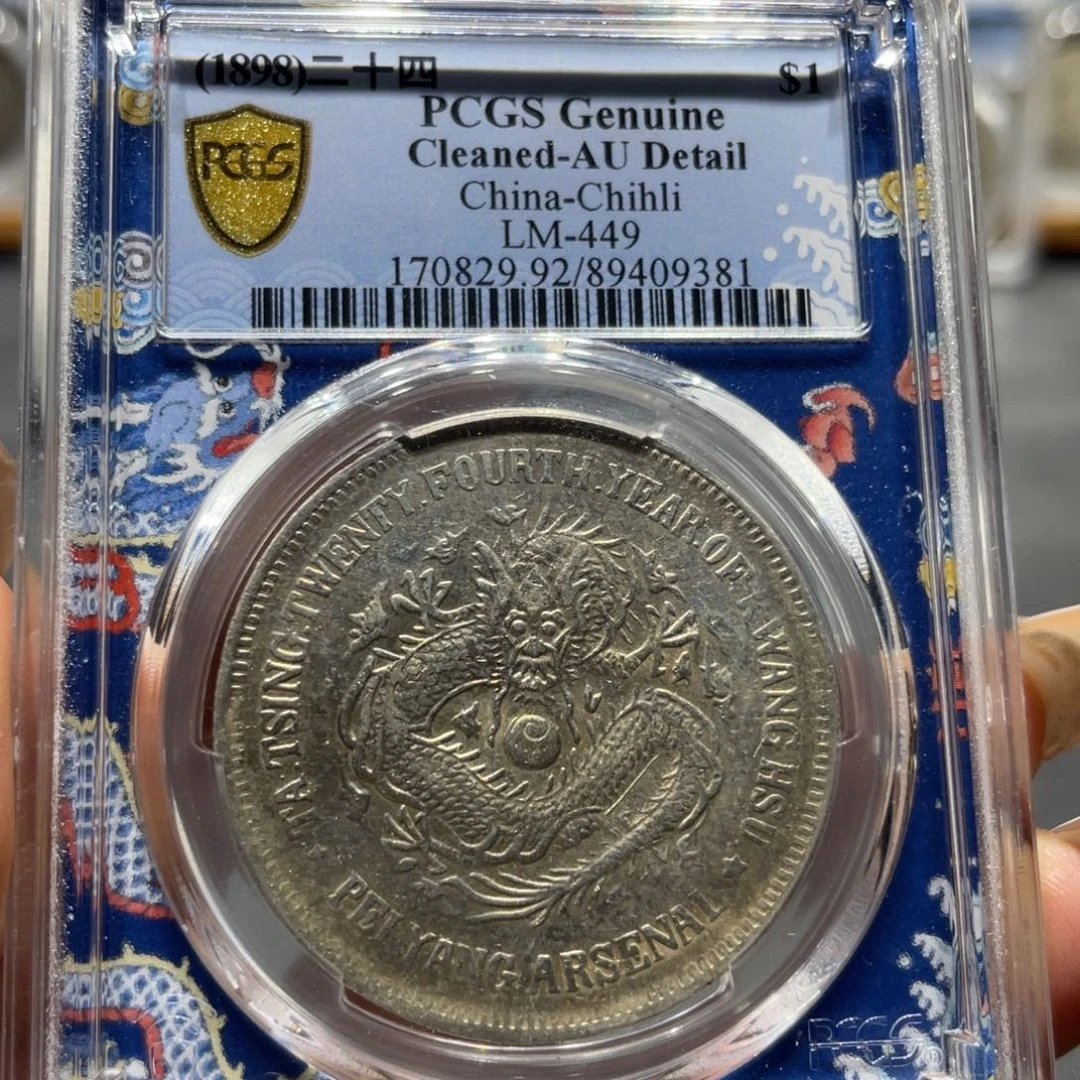 (1898)二十四 $1
PCGS Genuine
Cleaned-AU Detail
China-Chihli
LM-449
170829.92/89409381
PCGS
TA.TSING.TWENTY.FOURTH.YEAR.OF.KWANG.HSU
PEI YANG ARSENAL
PCGS